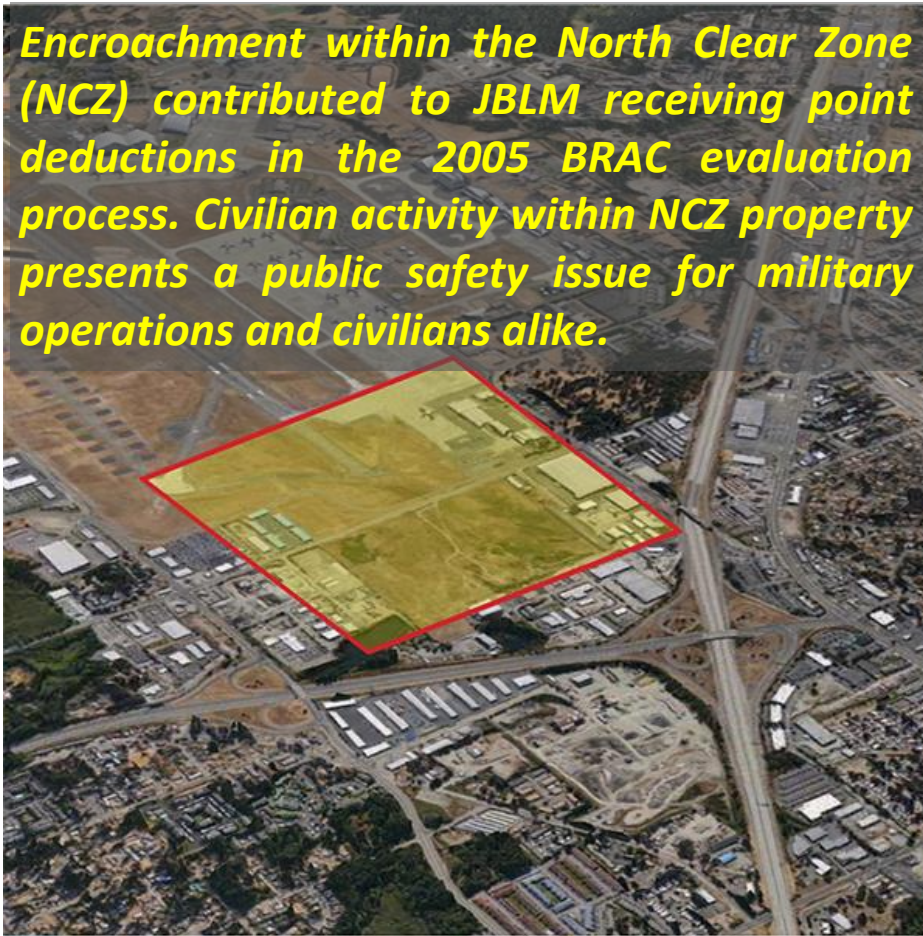 Encroachment within the North Clear Zone
(NCZ) contributed to JBLM receiving point
deductions in the 2005 BRAC evaluation
process. Civilian activity within NCZ property
presents a public safety issue for military
operations and civilians alike.